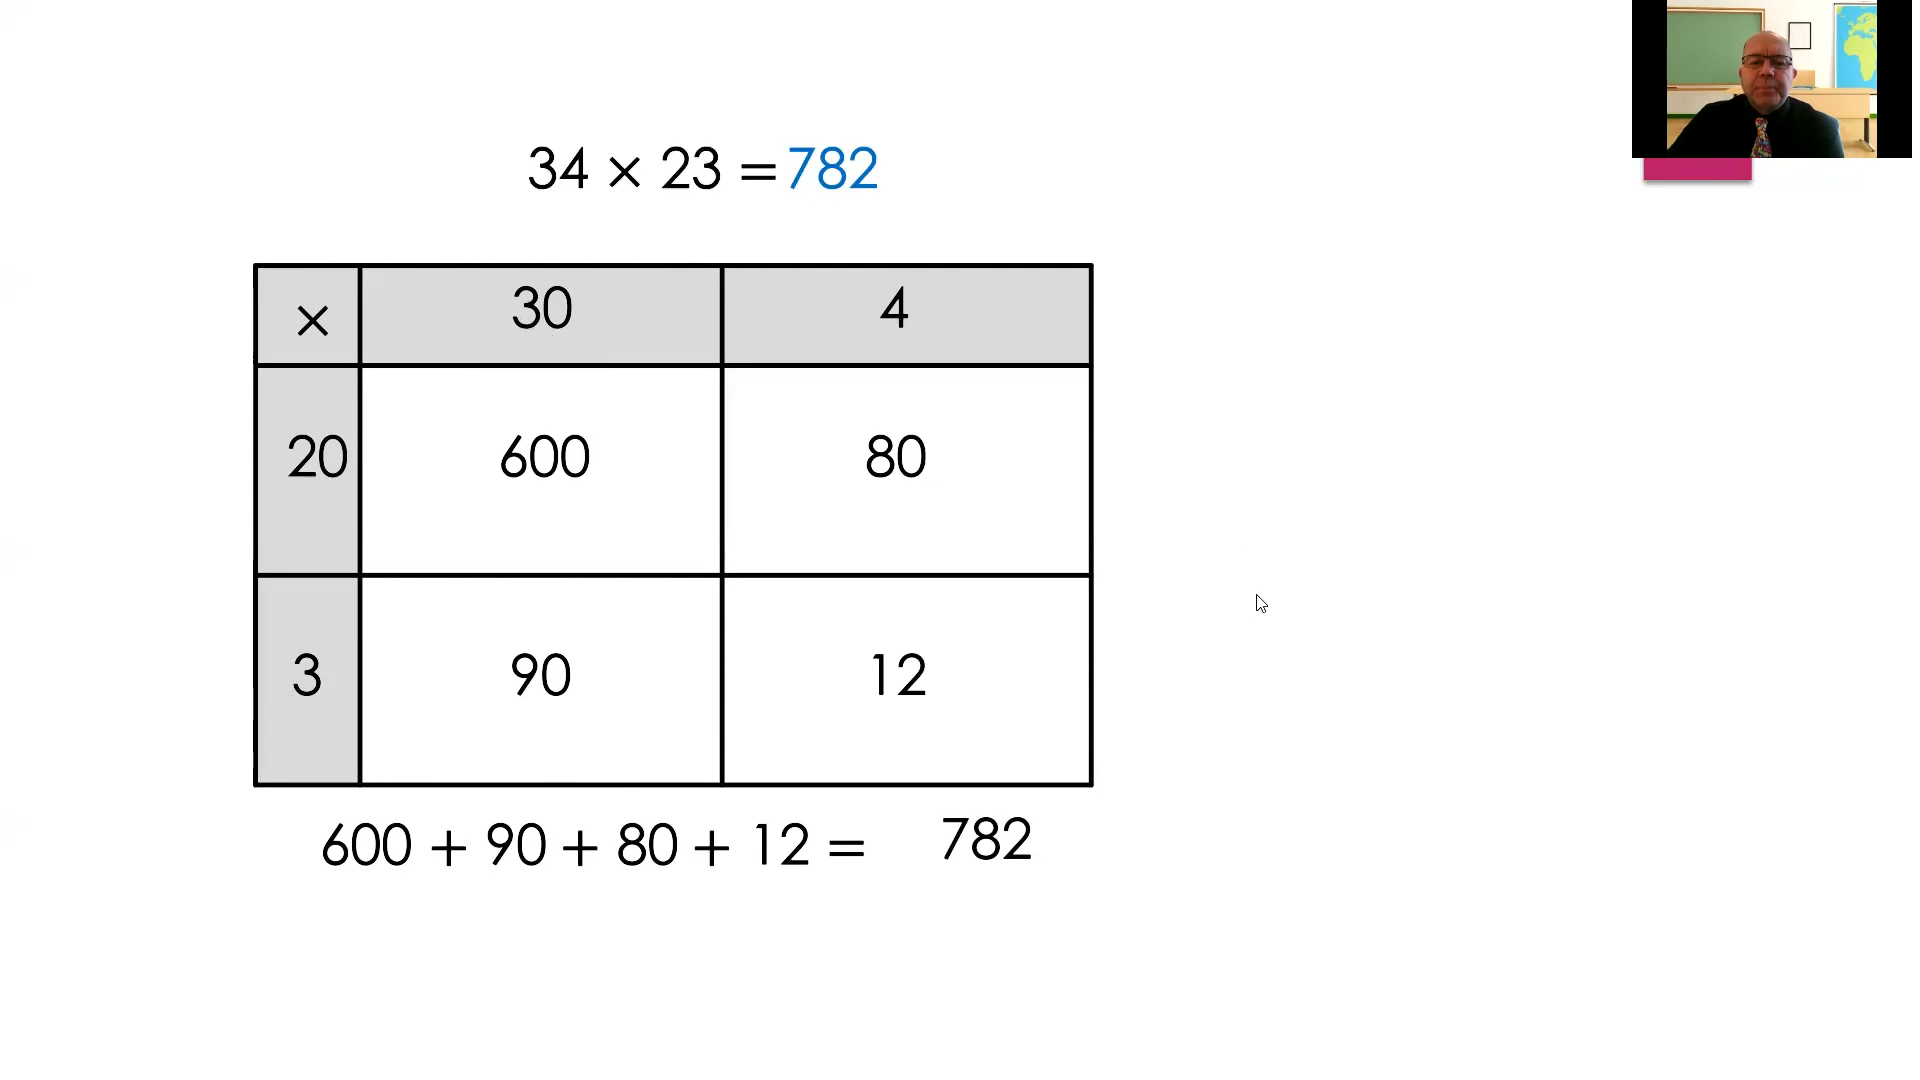 34 × 23 = 782
× 30 4
20 600 80
3 90 12
600 + 90 + 80 + 12 = 782